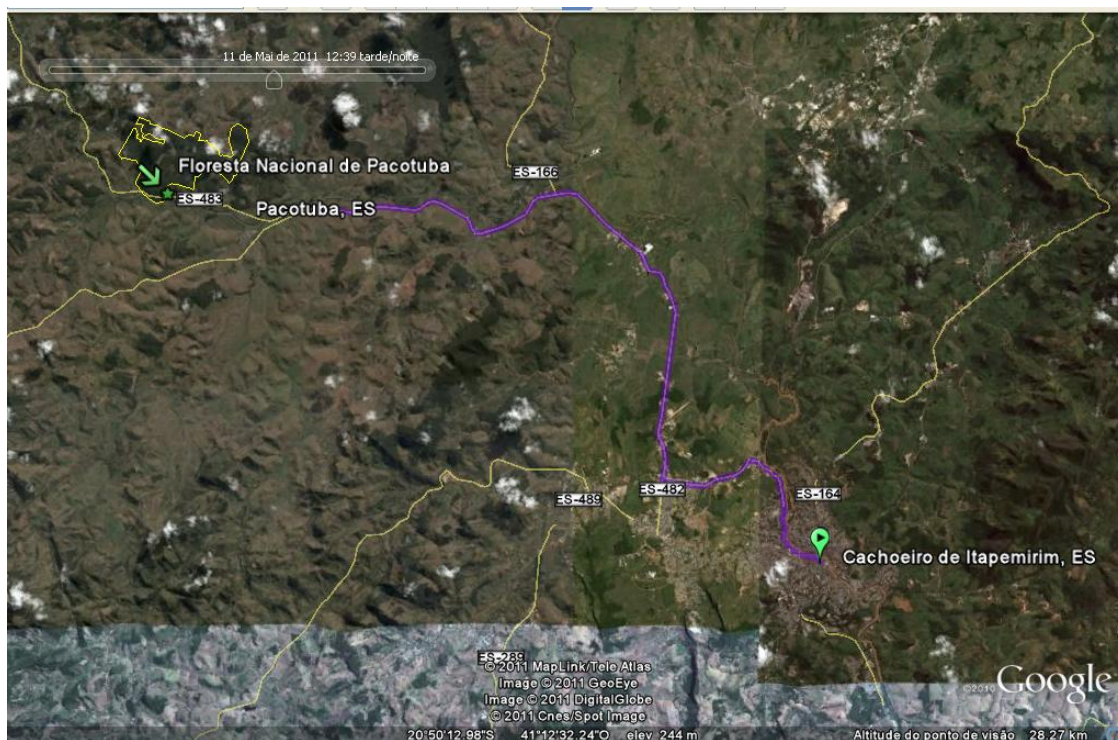 11 de Mai de 2011  12:39 tarde/noite
Floresta Nacional de Pacotuba
ES-166
ES-483
Pacotuba, ES
ES-489
ES-482
ES-164
Cachoeiro de Itapemirim, ES
ES-289
© 2011 MapLink/Tele Atlas
Image © 2011 GeoEye
Image © 2011 DigitalGlobe
© 2011 Cnes/Spot Image
©2010 Google
20°50'12.98"S 41°12'32.24"O elev 244 m Altitude do ponto de visão 28.27 km